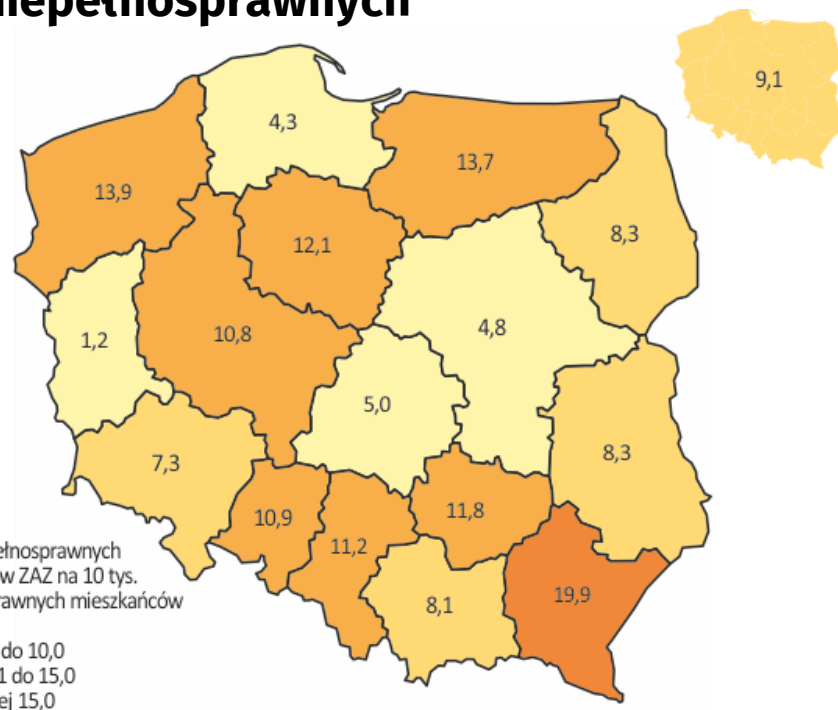 niepełnosprawnych
9,1
4,3
13,7
13,9
8,3
12,1
4,8
10,8
1,2
5,0
8,3
7,3
11,8
10,9
11,2
19,9
8,1
ełnosprawnych
w ZAZ na 10 tys.
rawnych mieszkańców
do 10,0
1 do 15,0
ej 15,0